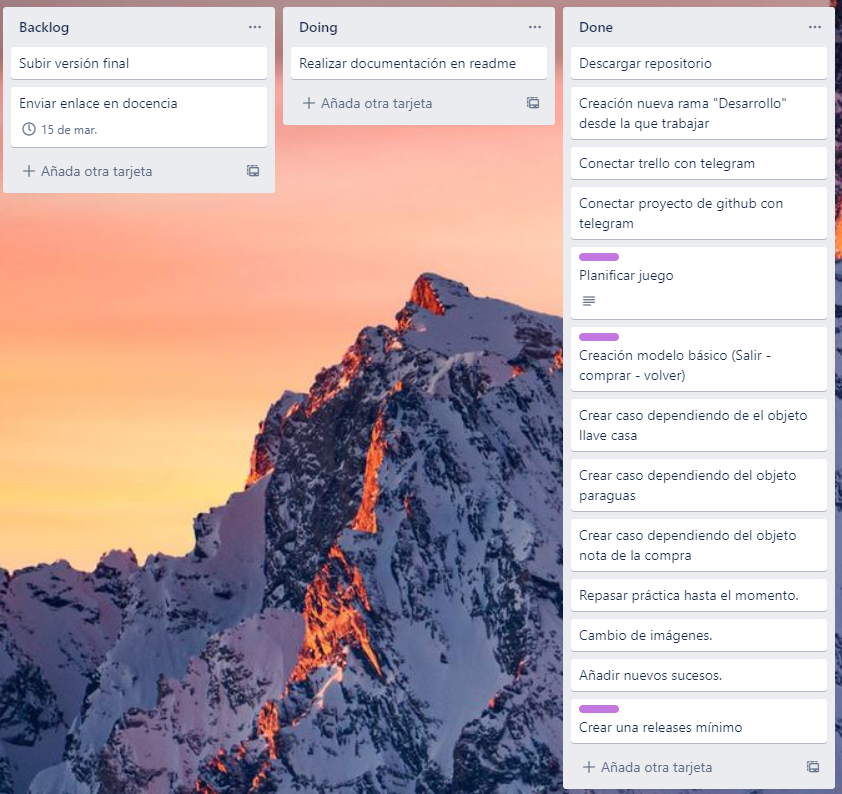 Backlog
Subir versión final
Enviar enlace en docencia
15 de mar.
Añada otra tarjeta
Doing
Realizar documentación en readme
Añada otra tarjeta
Done
Descargar repositorio
Creación nueva rama "Desarrollo"
desde la que trabajar
Conectar trello con telegram
Conectar proyecto de github con
telegram
Planificar juego
Creación modelo básico (Salir -
comprar - volver)
Crear caso dependiendo de el objeto
llave casa
Crear caso dependiendo del objeto
paraguas
Crear caso dependiendo del objeto
nota de la compra
Repasar práctica hasta el momento.
Cambio de imágenes.
Añadir nuevos sucesos.
Crear una releases mínimo
Añada otra tarjeta